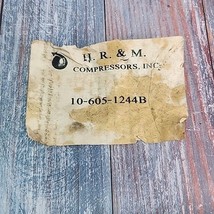 H. R. & M.
COMPRESSORS, INC.
10-605-1244B